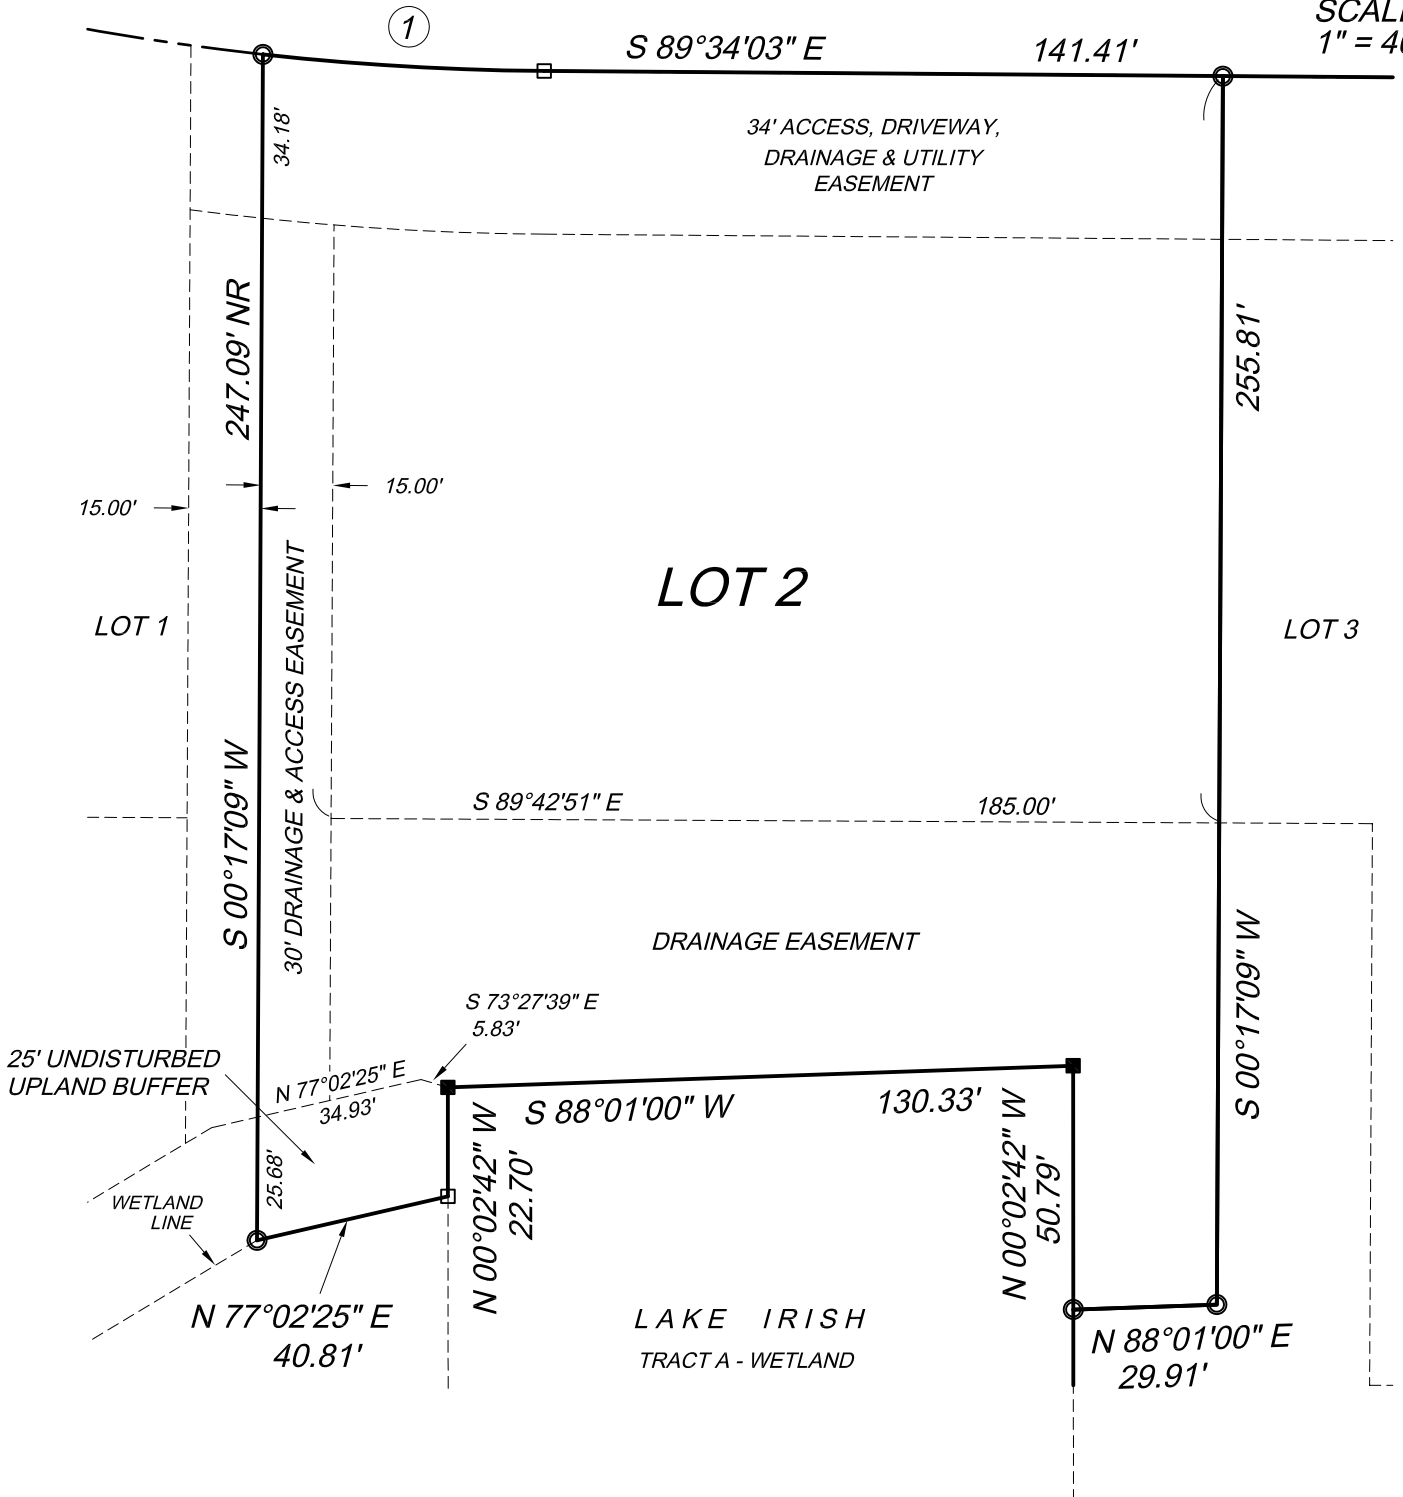 1
S 89°34'03" E
141.41'
1" = 4
34.18'
34' ACCESS, DRIVEWAY,
DRAINAGE & UTILITY
EASEMENT
247.09' NR
255.81'
15.00'
15.00'
LOT 2
LOT 1
LOT 3
30' DRAINAGE & ACCESS EASEMENT
S 00°17'09" W
S 89°42'51" E
185.00'
DRAINAGE EASEMENT
S 00°17'09" W
S 73°27'39" E
5.83'
25' UNDISTURBED
UPLAND BUFFER
N 77°02'25" E
34.93'
S 88°01'00" W
130.33'
N 00°02'42" W
22.70'
N 00°02'42" W
50.79'
25.68'
WETLAND
LINE
N 77°02'25" E
40.81'
LAKE IRISH
TRACT A - WETLAND
N 88°01'00" E
29.91'